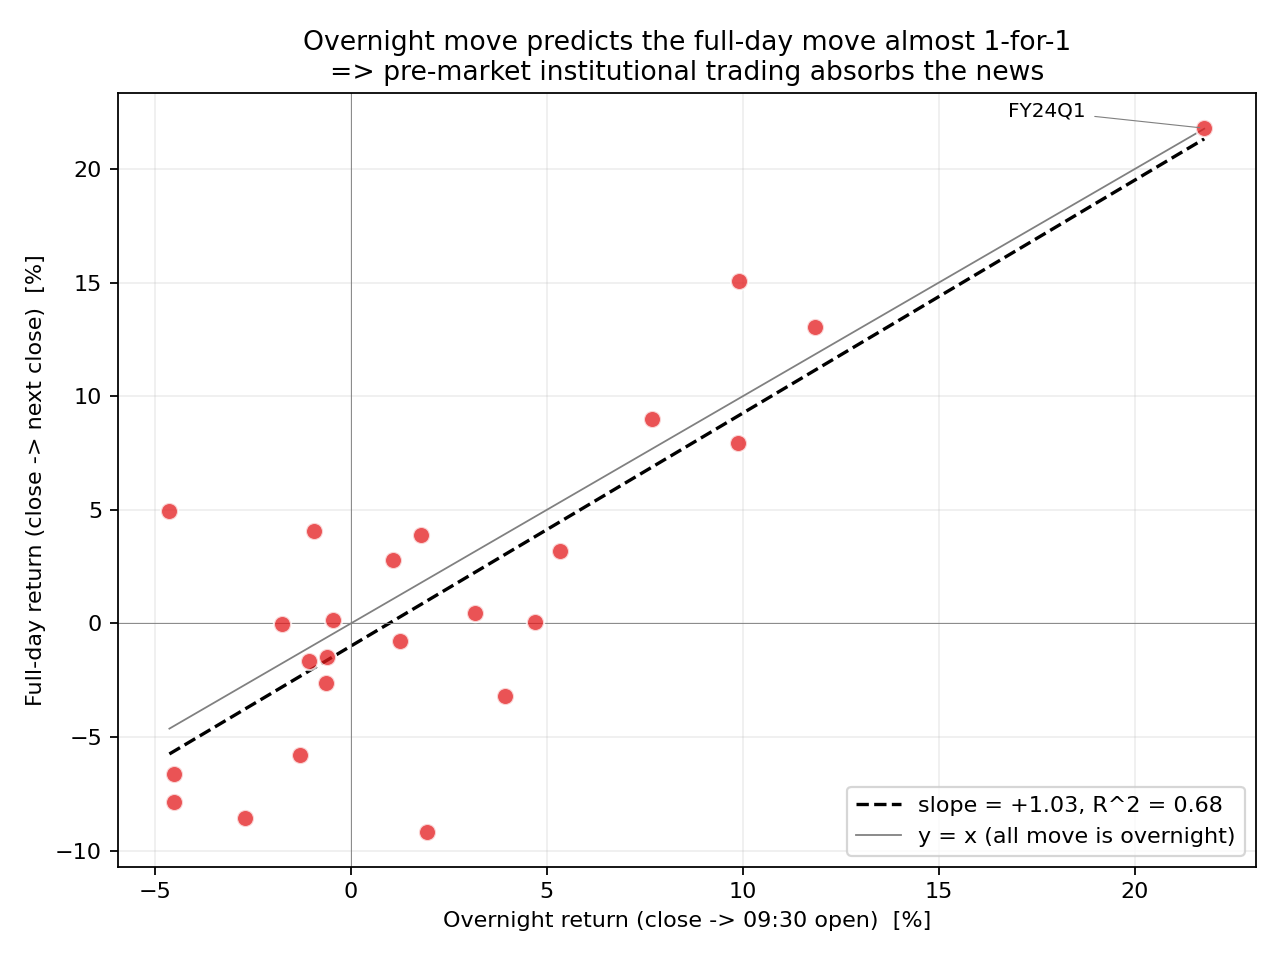 Overnight move predicts the full-day move almost 1-for-1
=> pre-market institutional trading absorbs the news
FY24Q1
Full-day return (close -> next close)  [%]
20
15
10
5
0
−5
−10
slope = +1.03, R^2 = 0.68
y = x (all move is overnight)
−5
0
5
10
15
20
Overnight return (close -> 09:30 open)  [%]